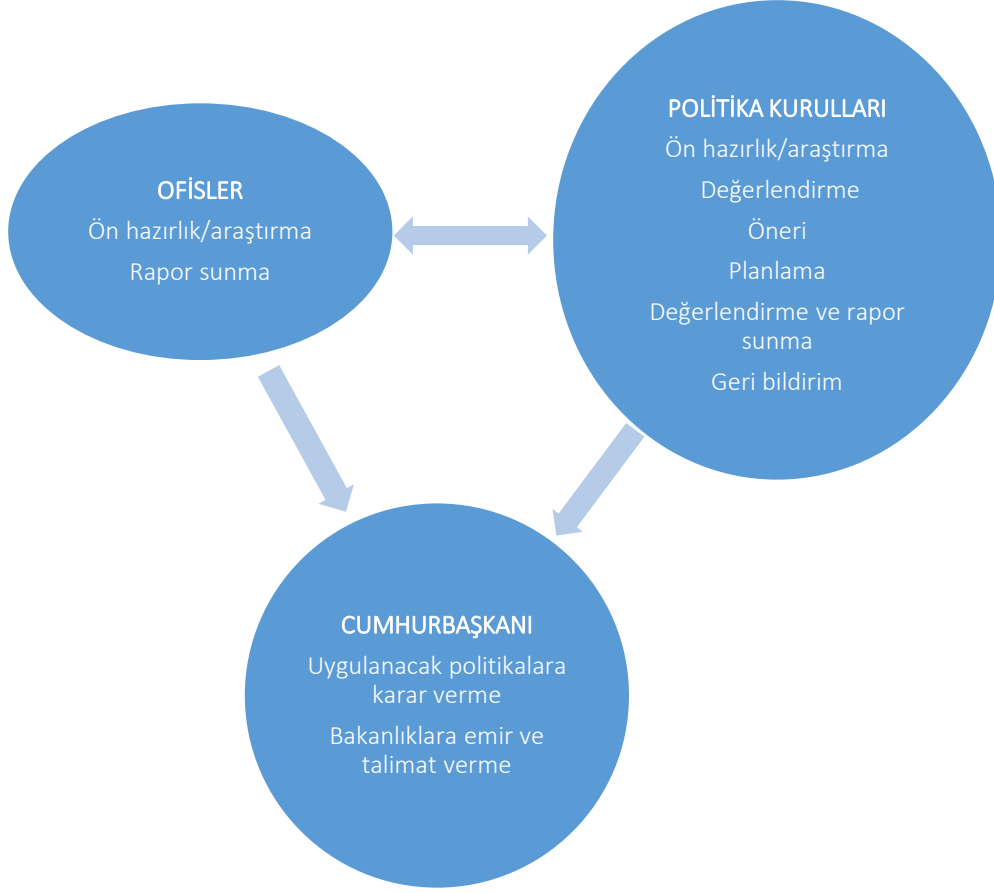 OFİSLER
Ön hazırlık/araştırma
Rapor sunma
POLİTİKA KURULLARI
Ön hazırlık/araştırma
Değerlendirme
Öneri
Planlama
Değerlendirme ve rapor
sunma
Geri bildirim
CUMHURBAŞKANI
Uygulanacak politikalara
karar verme
Bakanlıklara emir ve
talimat verme